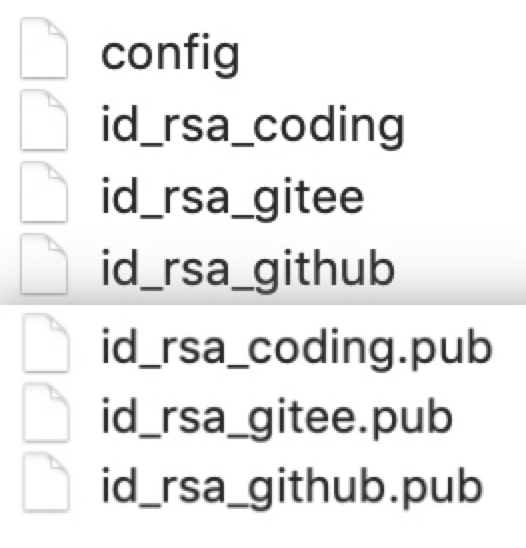 config
id_rsa_coding
id_rsa_gitee
id_rsa_github
id_rsa_coding.pub
id_rsa_gitee.pub
id_rsa_github.pub